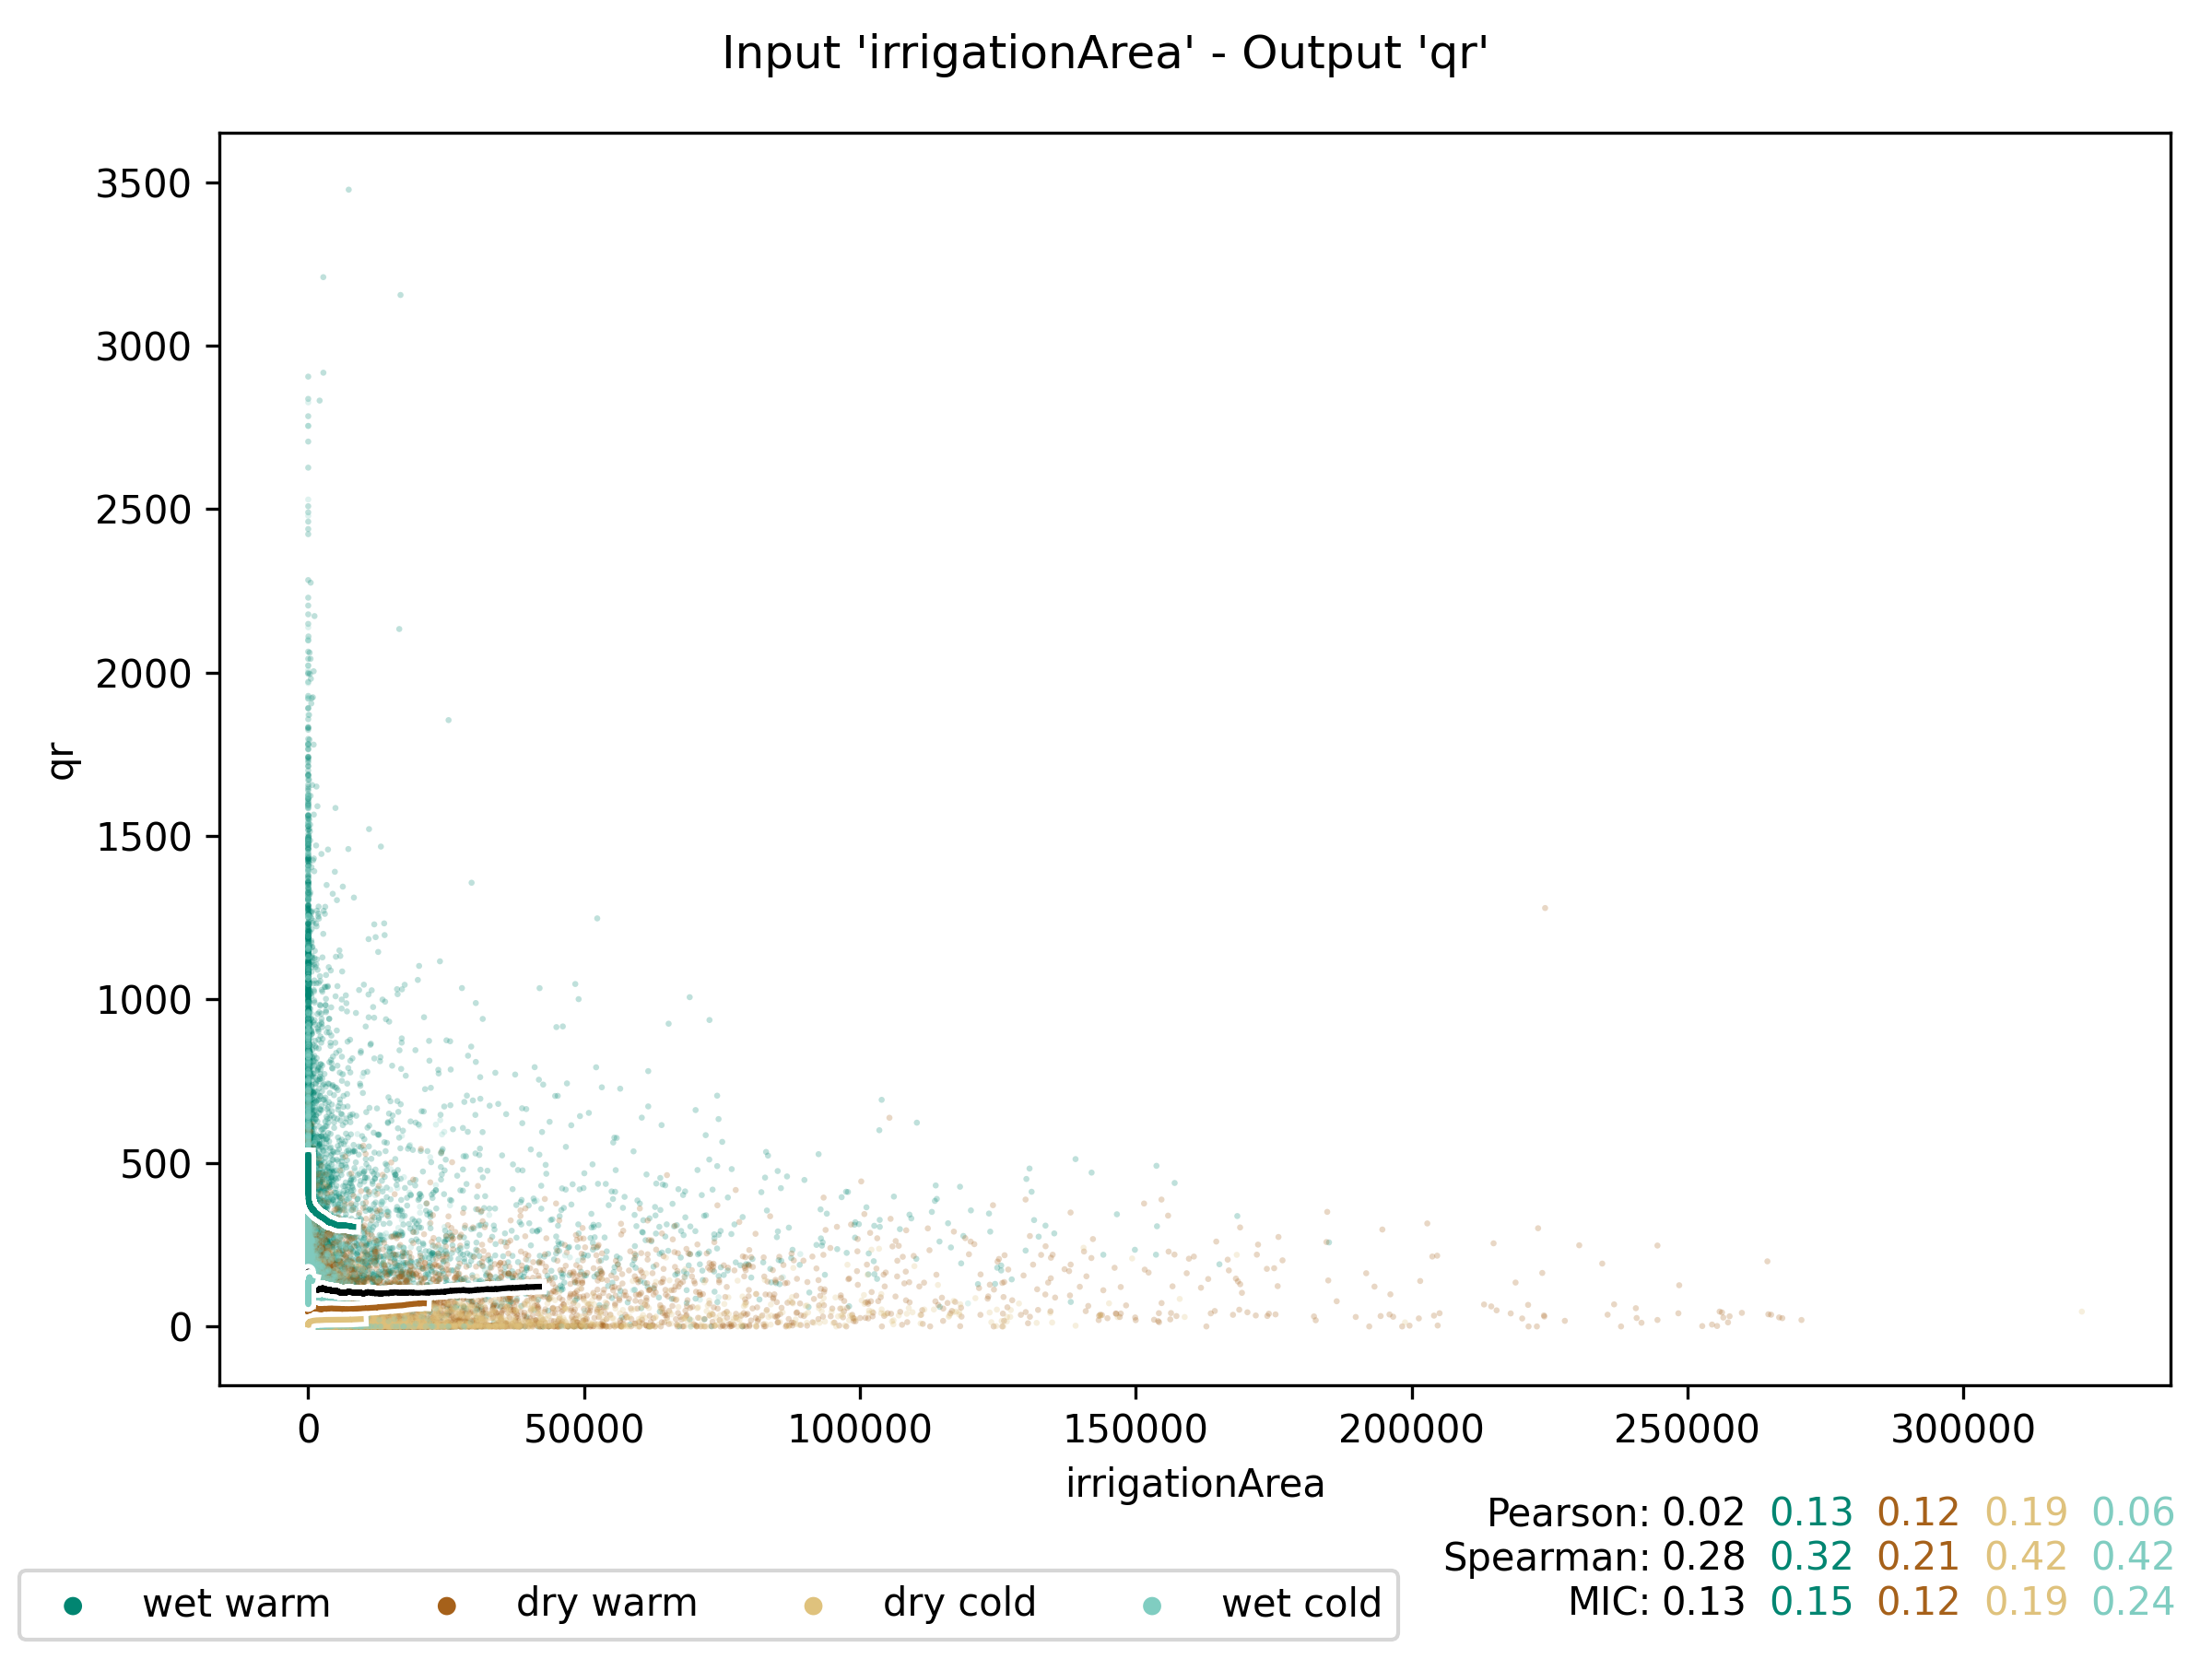 Input 'irrigationArea' - Output 'qr'
3500
3000
2500
2000
1500
1000
500
0
qr
0 50000 100000 150000 200000 250000 300000
irrigationArea
Pearson: 0.02 0.13 0.12 0.19 0.06
Spearman: 0.28 0.32 0.21 0.42 0.42
MIC: 0.13 0.15 0.12 0.19 0.24
wet warm dry warm dry cold wet cold